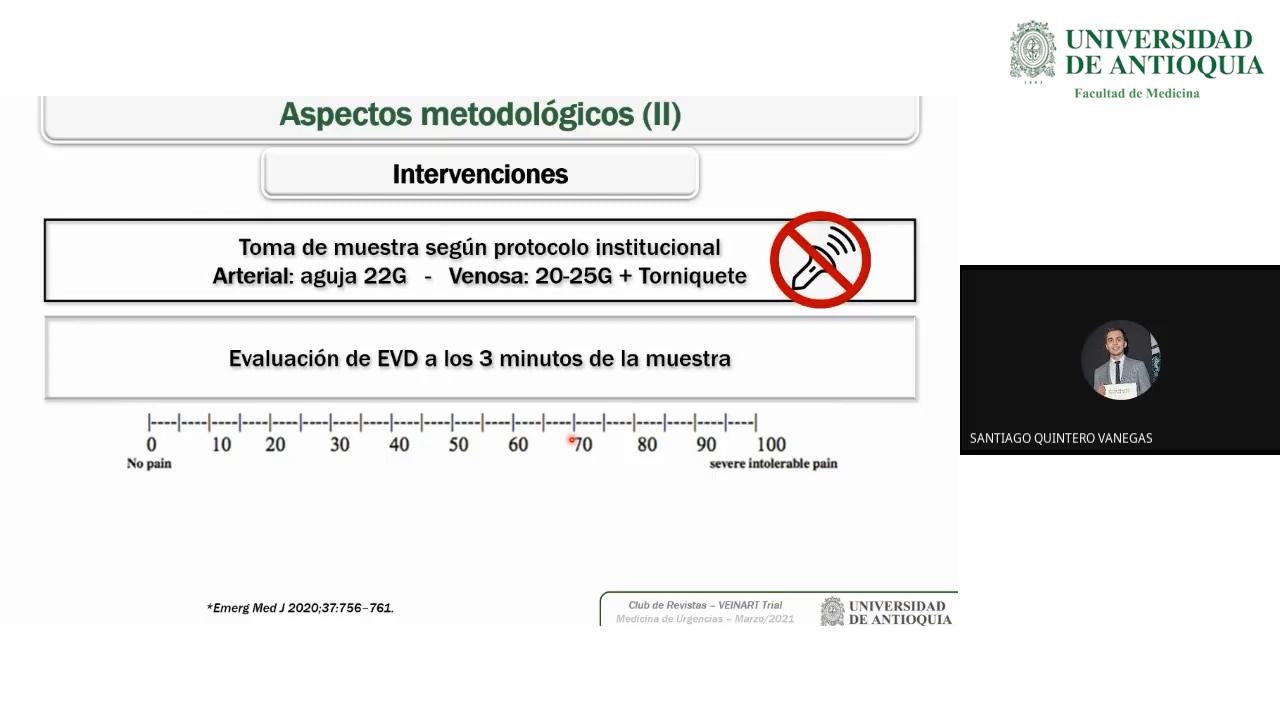 UNIVERSIDAD
DE ANTIOQUIA
Facultad de Medicina
Aspectos metodológicos (II)
Intervenciones
Toma de muestra según protocolo institucional
Arterial: aguja 22G - Venosa: 20-25G + Torniquete
Evaluación de EVD a los 3 minutos de la muestra
0 10 20 30 40 50 60 70 80 90 100
No pain severe intolerable pain
SANTIAGO QUINTERO VANEGAS
*Emerg Med J 2020;37:756–761.
Club de Revistas – VEINART Trial
Medicina de Urgencias – Marzo/2021
UNIVERSIDAD
DE ANTIOQUIA